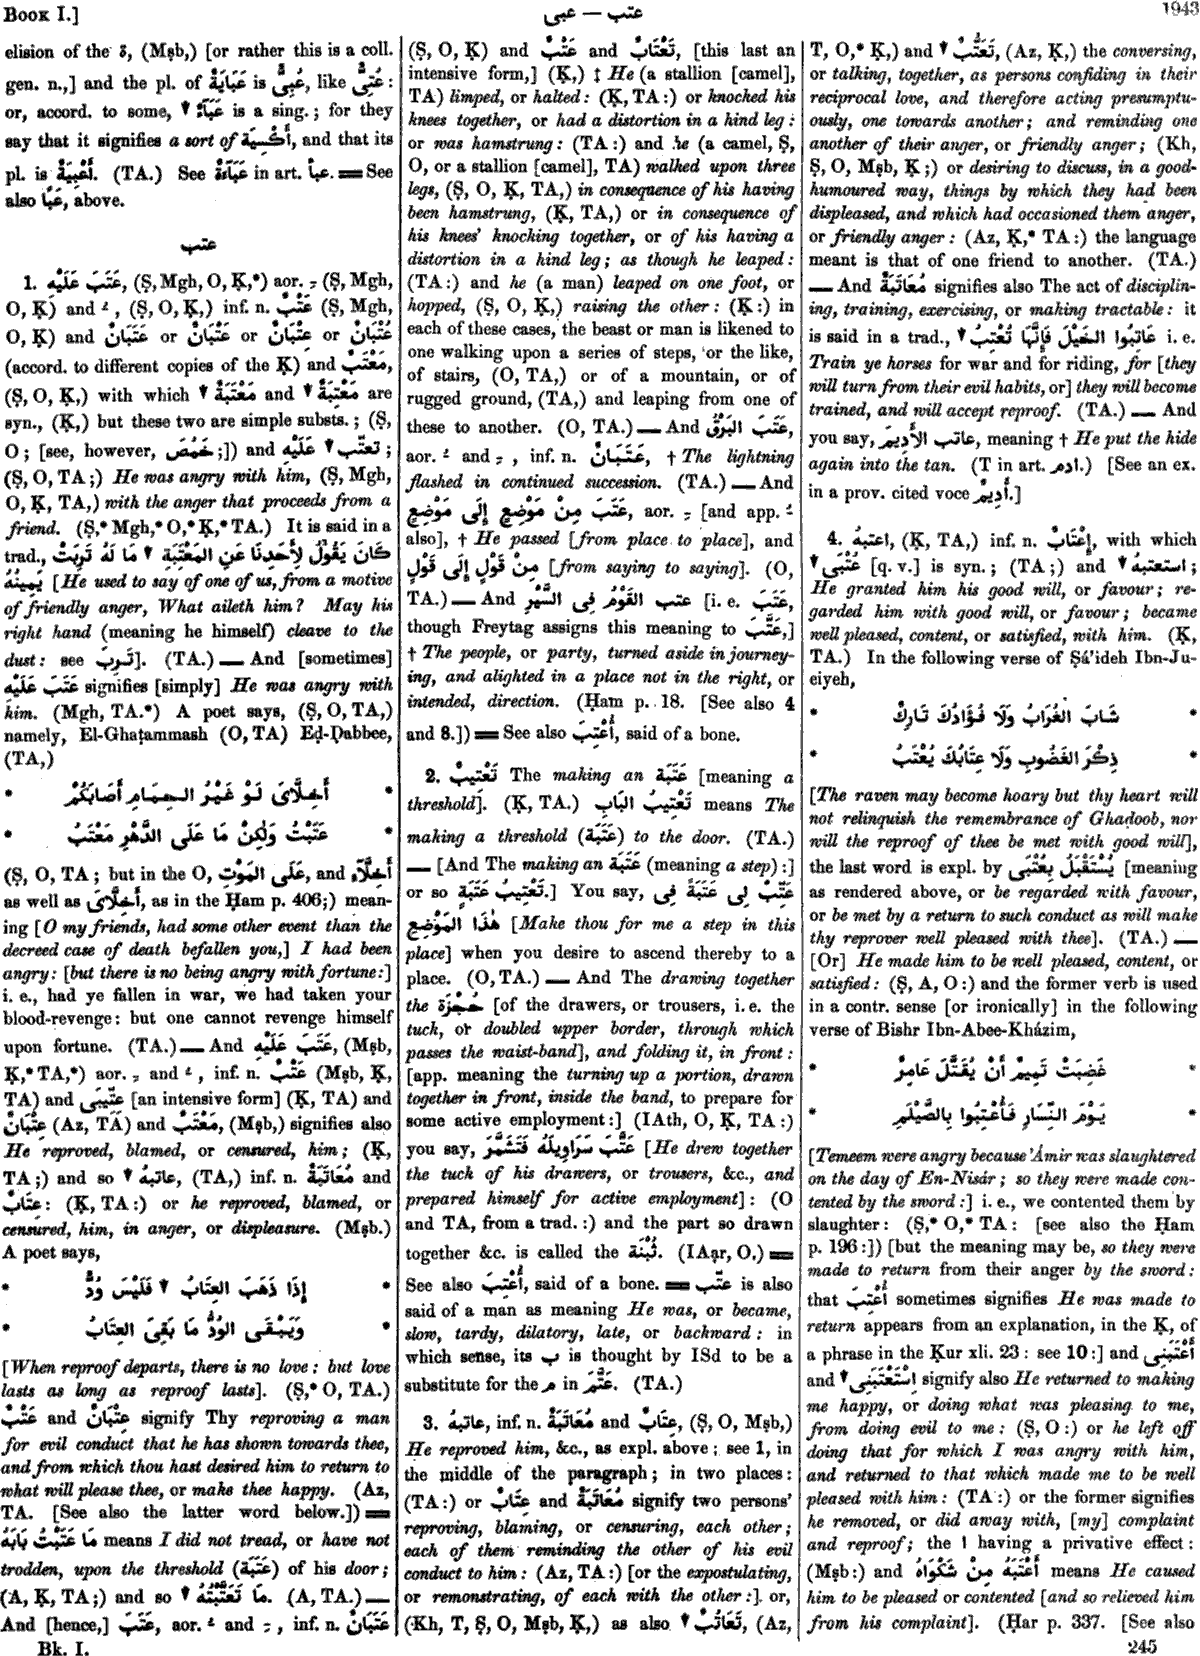 Book I.]
عتب — عبى
1943
elision of the ة, (Mṣb,) [or rather this is a coll.
gen. n.,] and the pl. of عَبَايَةٌ is عُبِىٌّ, like عُتِىٌّ:
or, accord. to some, ▼ عَبَآءٌ is a sing.; for they
say that it signifies a sort of أَكْسِيَة, and that its
pl. is أَعْبِيَةٌ. (TA.) See عَبَآءَةٌ in art. عبأ. ＝ See
also عَبًا, above.
عتب
1. عَتَبَ عَلَيْهِ, (Ṣ, Mgh, O, Ḳ,*) aor. ـِ (Ṣ, Mgh,
O, Ḳ) and ـُ, (Ṣ, O, Ḳ,) inf. n. عَتْبٌ (Ṣ, Mgh,
O, Ḳ) and عَتَبَانٌ or عُتْبَانٌ or عِتْبَانٌ or عُتْبَانٌ
(accord. to different copies of the Ḳ) and مَعْتَبٌ,
(Ṣ, O, Ḳ,) with which ▼ مَعْتَبَةٌ and ▼ مَعْتِبَةٌ are
syn., (Ḳ,) but these two are simple substs.; (Ṣ,
O; [see, however, خَمُصَ;]) and ▼ تعتّب عَلَيْهِ;
(Ṣ, O, TA;) He was angry with him, (Ṣ, Mgh,
O, Ḳ, TA,) with the anger that proceeds from a
friend. (Ṣ,* Mgh,* O,* Ḳ,* TA.) It is said in a
trad., كَانَ يَقُولُ لِأَحَدِنَا عَنِ المَعْتَبَةِ ▼ مَا لَهُ تَرِبَتْ
يَمِينُهُ [He used to say of one of us, from a motive
of friendly anger, What aileth him? May his
right hand (meaning he himself) cleave to the
dust: see تَرِبَ]. (TA.) — And [sometimes]
عَتَبَ عَلَيْهِ signifies [simply] He was angry with
him. (Mgh, TA.*) A poet says, (Ṣ, O, TA,)
namely, El-Ghaṭammash (O, TA) Eḍ-Ḍabbee,
(TA,)
* أَخِلَّاىَ لَوْ غَيْرُ الحِمَامِ أَصَابَكُمْ *
* عَتَبْتُ وَلٰكِنْ مَا عَلَى الدَّهْرِ مَعْتَبُ *
(Ṣ, O, TA; but in the O, عَلَى المَوْتِ, and أَخِلَّآءِ
as well as أَخِلَّاىَ, as in the Ḥam p. 406;) mean-
ing [O my friends, had some other event than the
decreed case of death befallen you,] I had been
angry: [but there is no being angry with fortune:]
i. e., had ye fallen in war, we had taken your
blood-revenge: but one cannot revenge himself
upon fortune. (TA.) — And عَتَبَ عَلَيْهِ, (Mṣb,
Ḳ,* TA,*) aor. ـِ and ـُ, inf. n. عَتْبٌ (Mṣb, Ḳ,
TA) and عِتِّيبَى [an intensive form] (Ḳ, TA) and
عِتْبَانٌ (Az, TA) and مَعْتَبٌ, (Mṣb,) signifies also
He reproved, blamed, or censured, him; (Ḳ,
TA;) and so ▼ عاتبهُ, (TA,) inf. n. مُعَاتَبَةٌ and
عِتَابٌ: (Ḳ, TA:) or he reproved, blamed, or
censured, him, in anger, or displeasure. (Mṣb.)
A poet says,
* إِذَا ذَهَبَ العِتَابُ ▼ فَلَيْسَ وُدٌّ *
* وَيَبْقَى الوُدُّ مَا بَقِىَ العِتَابُ *
[When reproof departs, there is no love: but love
lasts as long as reproof lasts]. (Ṣ,* O, TA.)
عَتْبٌ and عِتْبَانٌ signify Thy reproving a man
for evil conduct that he has shown towards thee,
and from which thou hast desired him to return to
what will please thee, or make thee happy. (Az,
TA. [See also the latter word below.]) ＝
مَا عَتَبْتُ بَابَهُ means I did not tread, or have not
trodden, upon the threshold (عَتَبَة) of his door;
(A, Ḳ, TA;) and so ▼ مَا تَعَتَّبْتُهُ. (A, TA.) —
And [hence,] عَتَبَ, aor. ـُ and ـِ, inf. n. عَتَبَانٌ
Bk. I.
(Ṣ, O, Ḳ) and عَتْبٌ and تَعْتَابٌ, [this last an
intensive form,] (Ḳ,) ‡ He (a stallion [camel],
TA) limped, or halted: (Ḳ, TA:) or knocked his
knees together, or had a distortion in a hind leg:
or was hamstrung: (TA:) and he (a camel, Ṣ,
O, or a stallion [camel], TA) walked upon three
legs, (Ṣ, O, Ḳ, TA,) in consequence of his having
been hamstrung, (Ḳ, TA,) or in consequence of
his knees' knocking together, or of his having a
distortion in a hind leg; as though he leaped:
(TA:) and he (a man) leaped on one foot, or
hopped, (Ṣ, O, Ḳ,) raising the other: (Ḳ:) in
each of these cases, the beast or man is likened to
one walking upon a series of steps, or the like,
of stairs, (O, TA,) or of a mountain, or of
rugged ground, (TA,) and leaping from one of
these to another. (O, TA.) — And عَتَبَ البَرْقُ,
aor. ـُ and ـِ, inf. n. عَتَبَانٌ, † The lightning
flashed in continued succession. (TA.) — And
عَتَبَ مِنْ مَوْضِعٍ إِلَى مَوْضِعٍ, aor. ـِ [and app. ـُ
also], † He passed [from place to place], and
مِنْ قَوْلٍ إِلَى قَوْلٍ [from saying to saying]. (O,
TA.) — And عتب القَوْمُ فِى السَّيْرِ [i. e. عَتَبَ,
though Freytag assigns this meaning to عَتَّبَ,]
† The people, or party, turned aside in journey-
ing, and alighted in a place not in the right, or
intended, direction. (Ḥam p. 18. [See also 4
and 8.]) ＝ See also أُعْتِبَ, said of a bone.
2. تَعْتِيبٌ The making an عَتَبَة [meaning a
threshold]. (Ḳ, TA.) تَعْتِيبُ البَابِ means The
making a threshold (عَتَبَة) to the door. (TA.)
— [And The making an عَتَبَة (meaning a step):]
or so تَعْتِيبُ عَتَبَةٍ.] You say, عَتِّبْ لِى عَتَبَةً فِى
هٰذَا المَوْضِعِ [Make thou for me a step in this
place] when you desire to ascend thereby to a
place. (O, TA.) — And The drawing together
the حُجْزَة [of the drawers, or trousers, i. e. the
tuck, or doubled upper border, through which
passes the waist-band], and folding it, in front:
[app. meaning the turning up a portion, drawn
together in front, inside the band, to prepare for
some active employment:] (IAth, O, Ḳ, TA:)
you say, عَتَّبَ سَرَاوِيلَهُ فَتَشَمَّرَ [He drew together
the tuck of his drawers, or trousers, &c., and
prepared himself for active employment]: (O
and TA, from a trad.:) and the part so drawn
together &c. is called the ثُبْنَة. (IAạr, O,) ＝
See also أُعْتِبَ, said of a bone. ＝ عتّب is also
said of a man as meaning He was, or became,
slow, tardy, dilatory, late, or backward: in
which sense, its ب is thought by ISd to be a
substitute for the م in عَتَّمَ. (TA.)
3. عاتبهُ, inf. n. مُعَاتَبَةٌ and عِتَابٌ, (Ṣ, O, Mṣb,)
He reproved him, &c., as expl. above; see 1, in
the middle of the paragraph; in two places:
(TA:) or عِتَابٌ and مُعَاتَبَةٌ signify two persons'
reproving, blaming, or censuring, each other;
each of them reminding the other of his evil
conduct to him: (Az, TA:) [or the expostulating,
or remonstrating, of each with the other:] or,
(Kh, T, Ṣ, O, Mṣb, Ḳ,) as also ▼ تَعَاتُبٌ, (Az,
T, O,* Ḳ,) and ▼ تَعَتُّبٌ, (Az, Ḳ,) the conversing,
or talking, together, as persons confiding in their
reciprocal love, and therefore acting presumptu-
ously, one towards another; and reminding one
another of their anger, or friendly anger; (Kh,
Ṣ, O, Mṣb, Ḳ;) or desiring to discuss, in a good-
humoured way, things by which they had been
displeased, and which had occasioned them anger,
or friendly anger: (Az, Ḳ,* TA:) the language
meant is that of one friend to another. (TA.)
— And مُعَاتَبَةٌ signifies also The act of disciplin-
ing, training, exercising, or making tractable: it
is said in a trad., عَاتِبُوا الخَيْلَ فَإِنَّهَا تُعْتِبُ ▼ i. e.
Train ye horses for war and for riding, for [they
will turn from their evil habits, or] they will become
trained, and will accept reproof. (TA.) — And
you say, عاتب الأَدِيمَ, meaning † He put the hide
again into the tan. (T in art. ادم.) [See an ex.
in a prov. cited voce أَدِيمٌ.]
4. اعتبهُ, (Ḳ, TA,) inf. n. إِعْتَابٌ, with which
▼ عُتْبَى [q. v.] is syn.; (TA;) and ▼ استعتبهُ;
He granted him his good will, or favour; re-
garded him with good will, or favour; became
well pleased, content, or satisfied, with him. (Ḳ,
TA.) In the following verse of Sá'ideh Ibn-Ju-
eiyeh,
* شَابَ الغُرَابُ وَلَا فُؤَادُكَ تَارِكٌ *
* ذِكْرَ الغَضُوبِ وَلَا عِتَابُكَ يُعْتَبُ *
[The raven may become hoary but thy heart will
not relinquish the remembrance of Ghaḍoob, nor
will the reproof of thee be met with good will],
the last word is expl. by يُسْتَقْبَلُ بِعُتْبَى [meaning
as rendered above, or be regarded with favour,
or be met by a return to such conduct as will make
thy reprover well pleased with thee]. (TA.) —
[Or] He made him to be well pleased, content, or
satisfied: (Ṣ, A, O:) and the former verb is used
in a contr. sense [or ironically] in the following
verse of Bishr Ibn-Abee-Kházim,
* غَضِبَتْ تَمِيمٌ أَنْ يُقَتَّلَ عَامِرٌ *
* يَوْمَ النِّسَارِ فَأُعْتِبُوا بِالصَّيْلَمِ *
[Temeem were angry because 'Ámir was slaughtered
on the day of En-Nisár; so they were made con-
tented by the sword:] i. e., we contented them by
slaughter: (Ṣ,* O,* TA: [see also the Ḥam
p. 196:]) [but the meaning may be, so they were
made to return from their anger by the sword:
that أُعْتِبَ sometimes signifies He was made to
return appears from an explanation, in the Ḳ, of
a phrase in the Ḳur xli. 23: see 10:] and أَعْتَبَنِى
and ▼ اِسْتَعْتَبَنِى signify also He returned to making
me happy, or doing what was pleasing to me,
from doing evil to me: (Ṣ, O:) or he left off
doing that for which I was angry with him,
and returned to that which made me to be well
pleased with him: (TA:) or the former signifies
he removed, or did away with, [my] complaint
and reproof; the ا having a privative effect:
(Mṣb:) and أَعْتَبَهُ مِنْ شَكْوَاهُ means He caused
him to be pleased or contented [and so relieved him
from his complaint]. (Ḥar p. 337. [See also
245